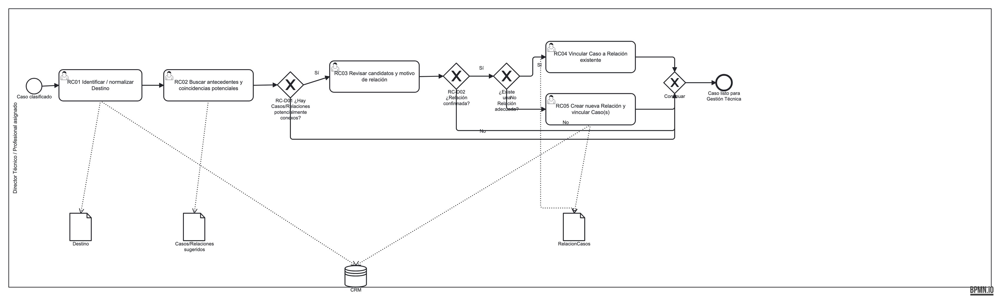 Director Técnico / Profesional asignado
Caso clasificado
RC01 Identificar / normalizar
Destino
RC02 Buscar antecedentes y
coincidencias potenciales
RC-D01 ¿Hay
Casos/Relaciones
potencialmente
conexos?
Sí
RC03 Revisar candidatos y motivo
de relación
RC-D02
¿Relación
confirmada?
Sí
¿Existe
una
Relación
adecuada?
No
Sí
RC04 Vincular Caso a Relación
existente
RC05 Crear nueva Relación y
vincular Caso(s)
No
No
Continuar
Caso listo para
Gestión Técnica
Destino
Casos/Relaciones
sugeridos
RelacionCasos
CRM
BPMN.iO